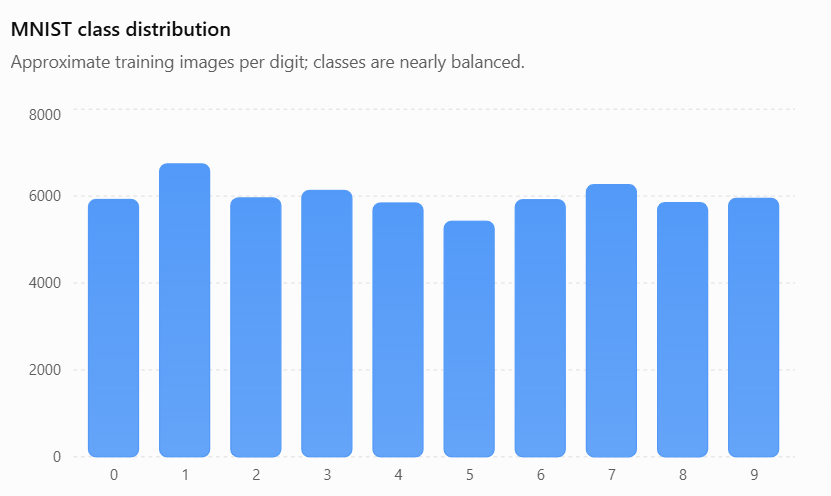 MNIST class distribution
Approximate training images per digit; classes are nearly balanced.
8000
6000
4000
2000
0
0 1 2 3 4 5 6 7 8 9